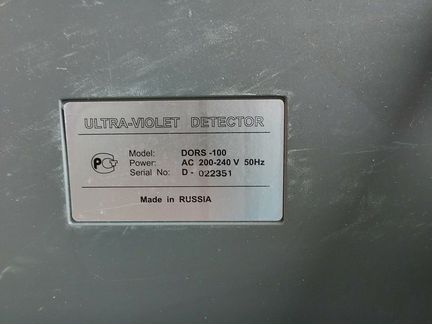 ULTRA-VIOLET DETECTOR
Model: DORS -100
Power: AC 200-240 V 50Hz
Serial No: D - 022351
Made in RUSSIA